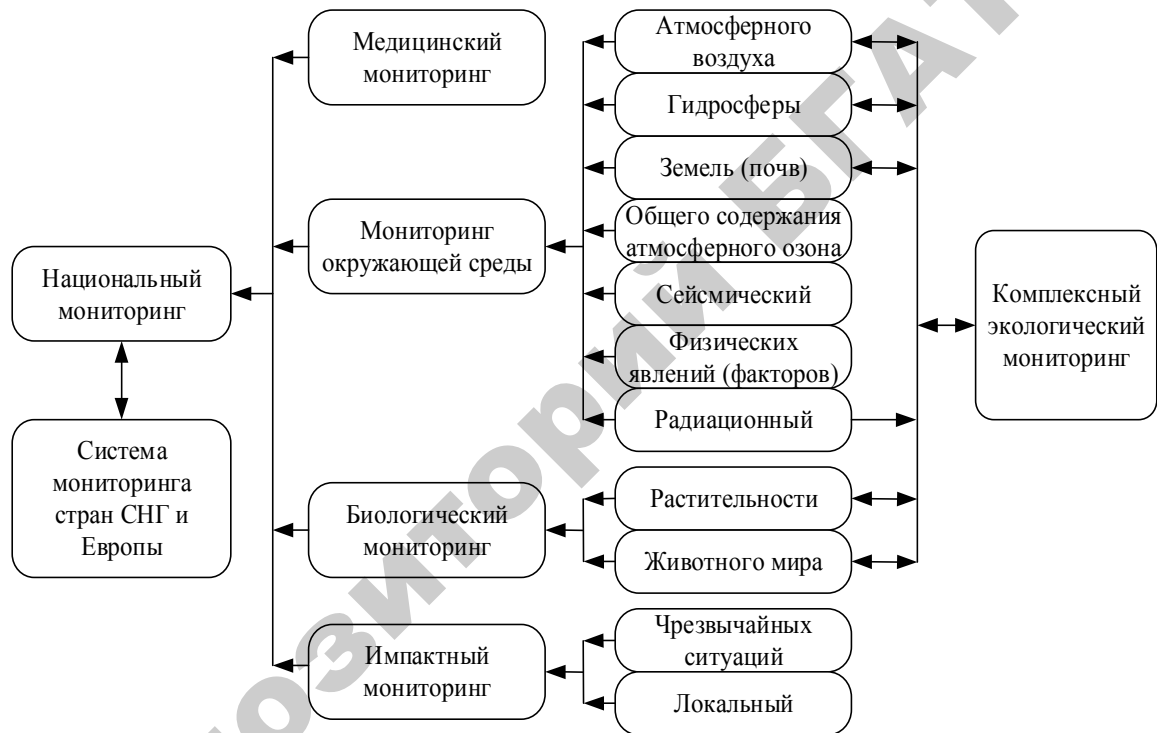 Медицинский
мониторинг
Атмосферного
воздуха
Гидросферы
Земель (почв)
Мониторинг
окружающей среды
Общего содержания
атмосферного озона
Национальный
мониторинг
Сейсмический
Комплексный
экологический
мониторинг
Физических
явлений (факторов)
Радиационный
Система
мониторинга
стран СНГ и
Европы
Биологический
мониторинг
Растительности
Животного мира
Импактный
мониторинг
Чрезвычайных
ситуаций
Локальный